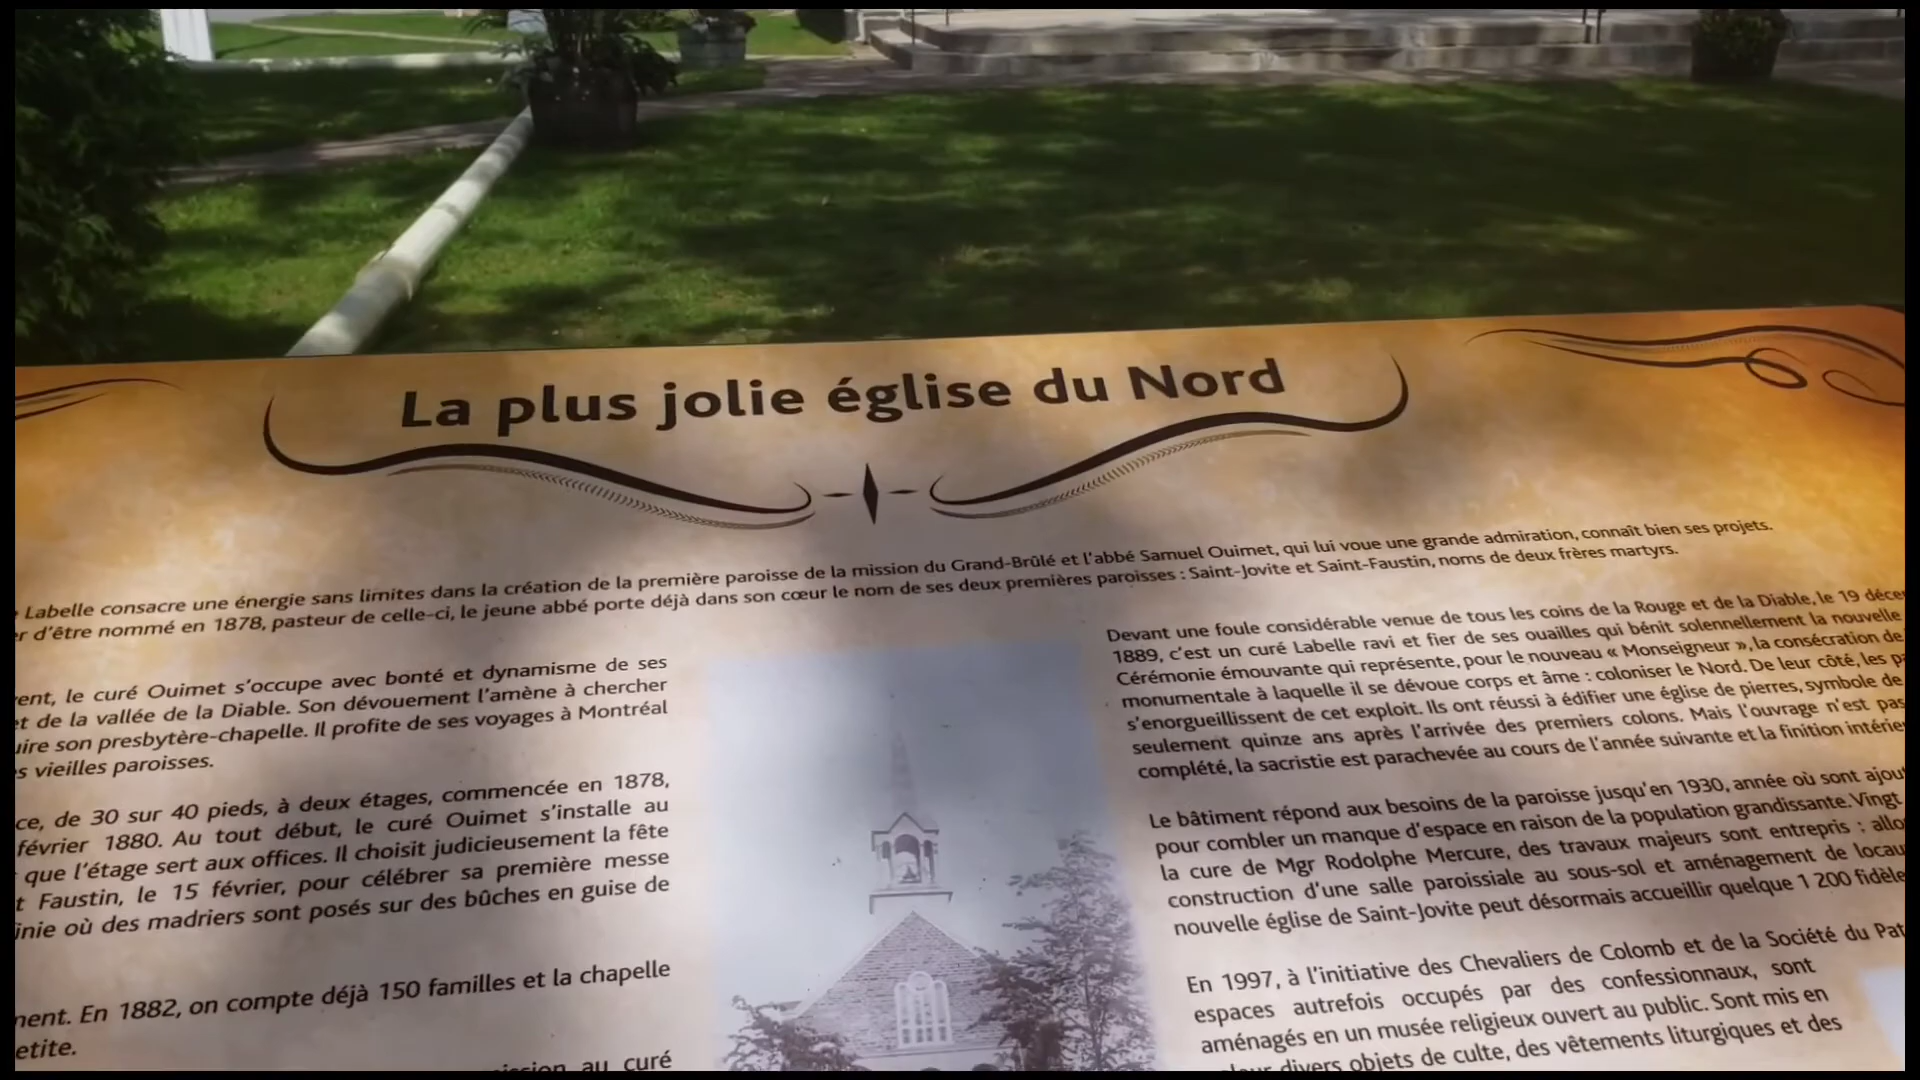 La plus jolie église du Nord
Labelle consacre une énergie sans limites dans la création de la première paroisse de la mission du Grand-Brûlé et l'abbé Samuel Ouimet, qui lui voue une grande admiration, connaît bien ses projets.
d'être nommé en 1878, pasteur de celle-ci, le jeune abbé porte déjà dans son cœur le nom de ses deux premières paroisses : Saint-Jovite et Saint-Faustin, noms de deux frères martyrs.
le curé Ouimet s'occupe avec bonté et dynamisme de ses
de la vallée de la Diable. Son dévouement l'amène à chercher
son presbytère-chapelle. Il profite de ses voyages à Montréal
vieilles paroisses.
de 30 sur 40 pieds, à deux étages, commencée en 1878,
février 1880. Au tout début, le curé Ouimet s'installe au
que l'étage sert aux offices. Il choisit judicieusement la fête
Faustin, le 15 février, pour célébrer sa première messe
où des madriers sont posés sur des bûches en guise de
En 1882, on compte déjà 150 familles et la chapelle
au curé
Devant une foule considérable venue de tous les coins de la Rouge et de la Diable, le 19
1889, c'est un curé Labelle ravi et fier de ses ouailles qui bénit solennellement la nouvelle
Cérémonie émouvante qui représente, pour le nouveau « Monseigneur », la consécration de
monumentale à laquelle il se dévoue corps et âme : coloniser le Nord. De leur côté, les
s'enorgueillissent de cet exploit. Ils ont réussi à édifier une église de pierres, symbole de
seulement quinze ans après l'arrivée des premiers colons. Mais l'ouvrage n'est pas
complété, la sacristie est parachevée au cours de l'année suivante et la finition
Le bâtiment répond aux besoins de la paroisse jusqu'en 1930, année où sont
pour combler un manque d'espace en raison de la population grandissante. Vingt
la cure de Mgr Rodolphe Mercure, des travaux majeurs sont entrepris :
construction d'une salle paroissiale au sous-sol et aménagement de
nouvelle église de Saint-Jovite peut désormais accueillir quelque 1 200
En 1997, à l'initiative des Chevaliers de Colomb et de la Société du
espaces autrefois occupés par des confessionnaux, sont
aménagés en un musée religieux ouvert au public. Sont mis en
divers objets de culte, des vêtements liturgiques et des